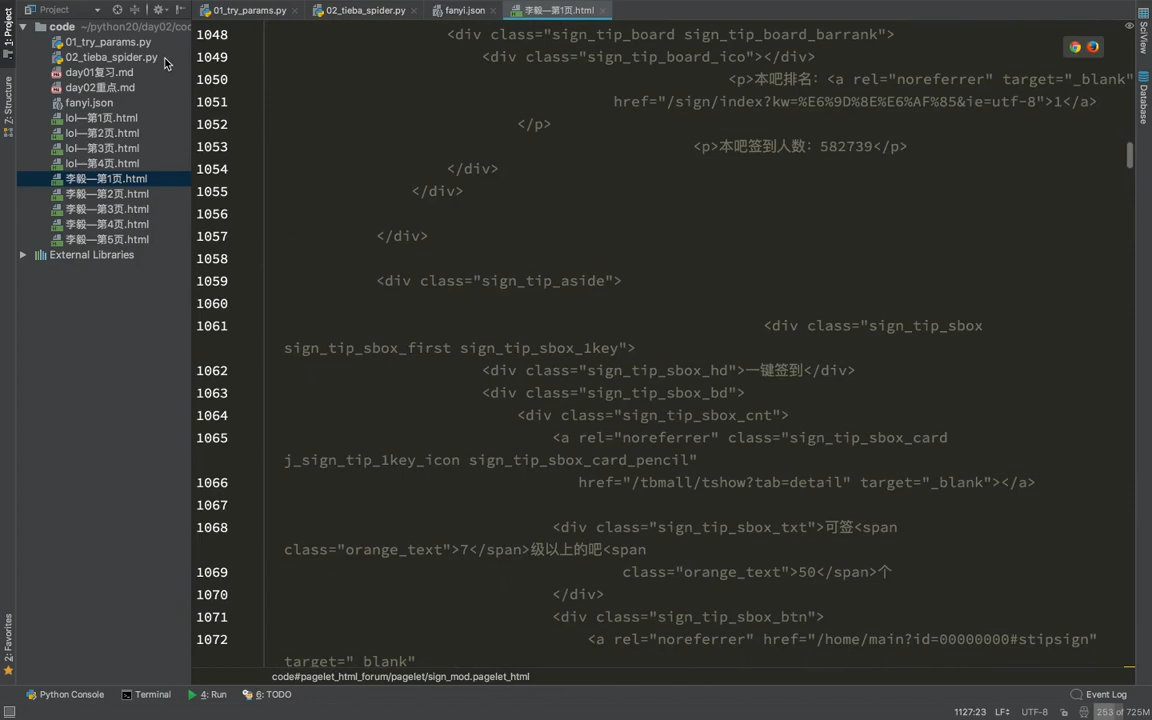 Project
01_try_params.py
02_tieba_spider.py
fanyi.json
李毅—第1页.html
1: Project
Z: Structure
2: Favorites
SciView
Database
code ~/python20/day02/coc
01_try_params.py
02_tieba_spider.py
day01复习.md
day02重点.md
fanyi.json
lol—第1页.html
lol—第2页.html
lol—第3页.html
lol—第4页.html
李毅—第1页.html
李毅—第2页.html
李毅—第3页.html
李毅—第4页.html
李毅—第5页.html
External Libraries
1048 <div class="sign_tip_board sign_tip_board_barrank">
1049 <div class="sign_tip_board_ico"></div>
1050 <p>本吧排名：<a rel="noreferrer" target="_blank"
1051 href="/sign/index?kw=%E6%9D%8E%E6%AF%85&ie=utf-8">1</a>
1052 </p>
1053 <p>本吧签到人数：582739</p>
1054 </div>
1055 </div>
1056
1057 </div>
1058
1059 <div class="sign_tip_aside">
1060
1061 <div class="sign_tip_sbox
sign_tip_sbox_first sign_tip_sbox_1key">
1062 <div class="sign_tip_sbox_hd">一键签到</div>
1063 <div class="sign_tip_sbox_bd">
1064 <div class="sign_tip_sbox_cnt">
1065 <a rel="noreferrer" class="sign_tip_sbox_card
j_sign_tip_1key_icon sign_tip_sbox_card_pencil"
1066 href="/tbmall/tshow?tab=detail" target="_blank"></a>
1067
1068 <div class="sign_tip_sbox_txt">可签<span
class="orange_text">7</span>级以上的吧<span
1069 class="orange_text">50</span>个
1070 </div>
1071 <div class="sign_tip_sbox_btn">
1072 <a rel="noreferrer" href="/home/main?id=00000000#stipsign"
target="_blank"
code#pagelet_html_forum/pagelet/sign_mod.pagelet_html
Python Console
Terminal
4: Run
6: TODO
Event Log
1127:23
LF
UTF-8
253 of 725M